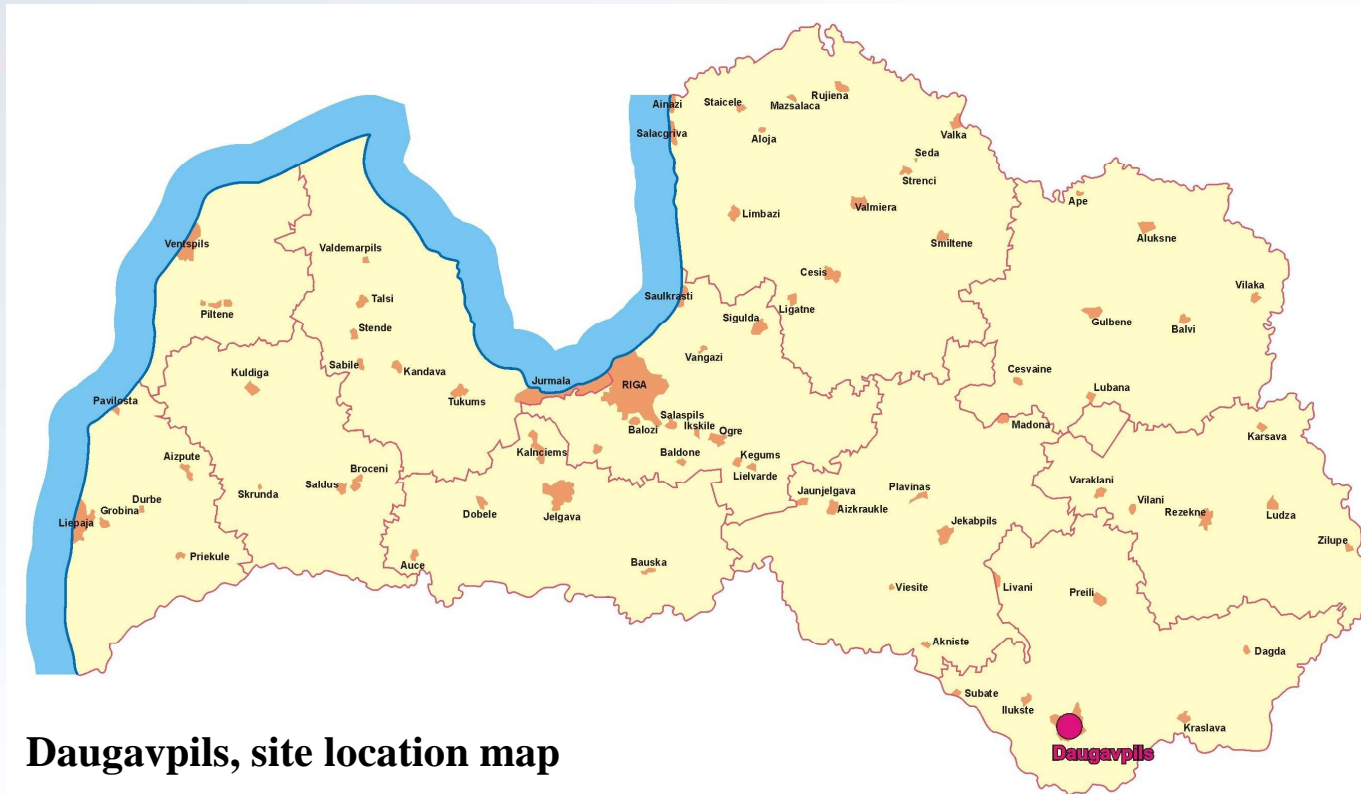 Ainazi
Staicele
Mazsalaca
Rujiena
Salacgriva
Aloja
Valka
Seda
Strenci
Limbazi
Valmiera
Ape
Aluksne
Smiltene
Ventspils
Valdemarpils
Cesis
Talsi
Saulkrasti
Ligatne
Vilaka
Piltene
Sigulda
Gulbene
Balvi
Stende
Vangazi
Sabile
Kandava
Kuldiga
Jurmala
RIGA
Cesvaine
Lubana
Pavilosta
Tukums
Salaspils
Ikskile
Balozi
Ogre
Madona
Karsava
Kalnciems
Baldone
Kegums
Lielvarde
Aizpute
Broceni
Saldus
Skrunda
Durbe
Grobina
Liepaja
Dobele
Jelgava
Jaunjelgava
Aizkraukle
Plavinas
Varaklani
Vilani
Rezekne
Ludza
Jekabpils
Zilupe
Priekule
Auce
Bauska
Viesite
Livani
Preili
Akniste
Dagda
Subate
Ilukste
Kraslava
Daugavpils
Daugavpils, site location map